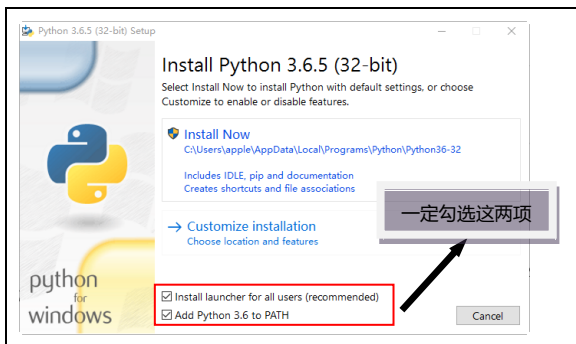 Python 3.6.5 (32-bit) Setup
Install Python 3.6.5 (32-bit)
Select Install Now to install Python with default settings, or choose
Customize to enable or disable features.
Install Now
C:\Users\apple\AppData\Local\Programs\Python\Python36-32
Includes IDLE, pip and documentation
Creates shortcuts and file associations
一定勾选这两项
Customize installation
Choose location and features
python
for
windows
Install launcher for all users (recommended)
Add Python 3.6 to PATH
Cancel